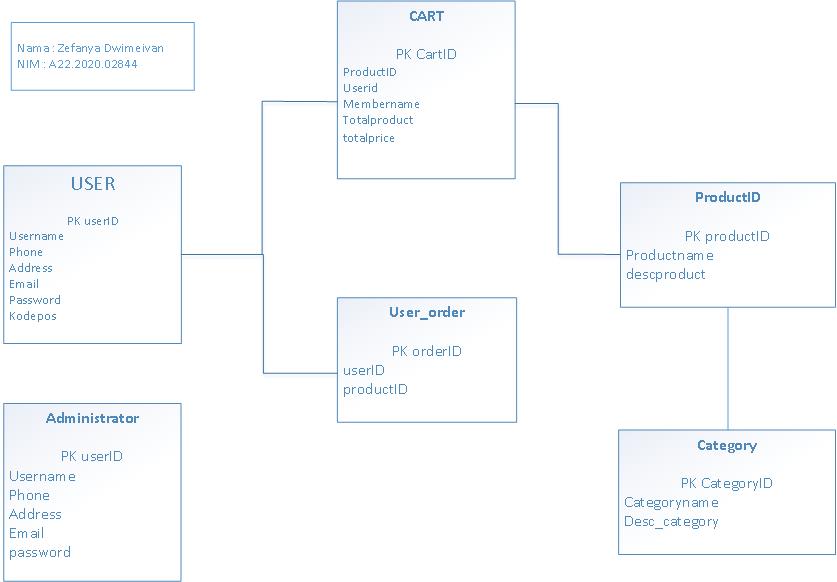 Nama : Zefanya Dwimeivan
NIM : A22.2020.02844
CART
PK CartID
ProductID
Userid
Membername
Totalproduct
totalprice
USER
PK userID
Username
Phone
Address
Email
Password
Kodepos
ProductID
PK productID
Productname
descproduct
User_order
PK orderID
userID
productID
Administrator
PK userID
Username
Phone
Address
Email
password
Category
PK CategoryID
Categoryname
Desc_category